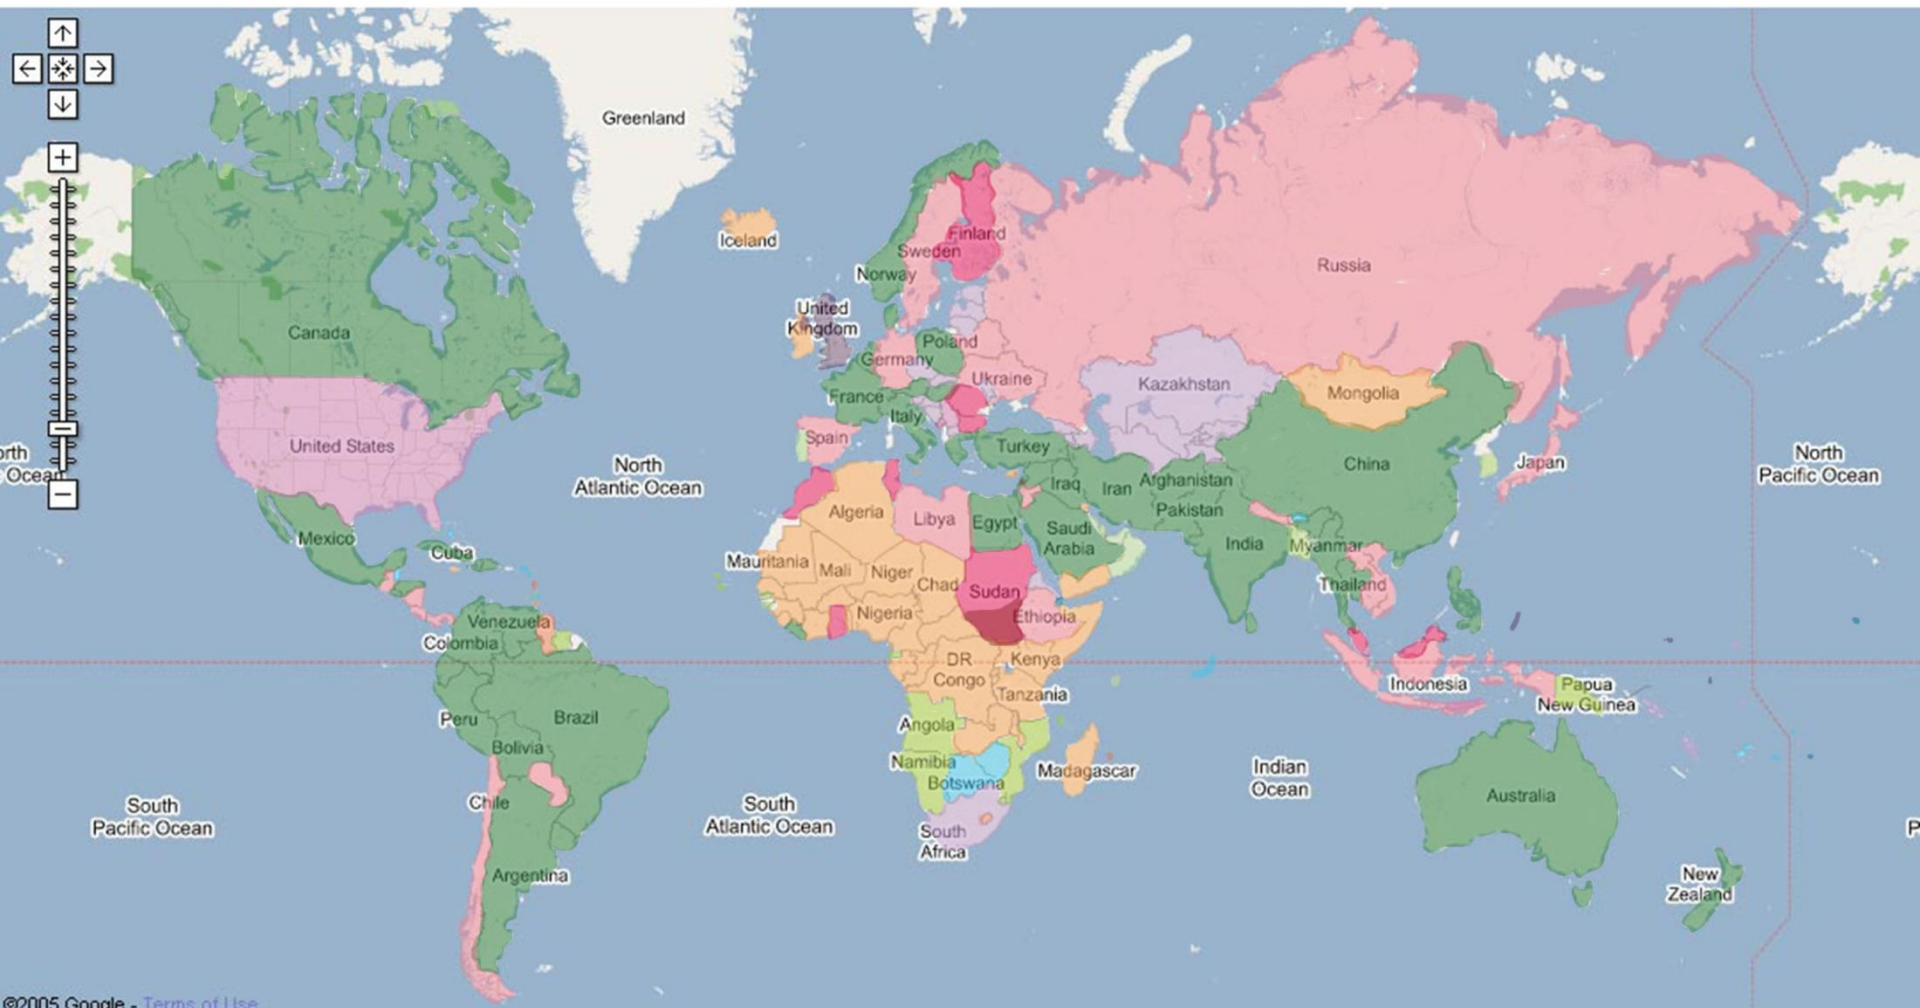 Greenland
Iceland
Finland
Sweden
Norway
Russia
United
Kingdom
Canada
Poland
Germany
Ukraine
Kazakhstan
Mongolia
France
Italy
United States
Spain
Turkey
China
Japan
North
Atlantic Ocean
North
Pacific Ocean
orth
Ocean
Iraq
Iran
Afghanistan
Pakistan
Algeria
Libya
Egypt
Saudi
Arabia
India
Myanmar
Mexico
Cuba
Mauritania
Mali
Niger
Chad
Sudan
Thailand
Nigeria
Ethiopia
Venezuela
Colombia
DR
Congo
Kenya
Tanzania
Indonesia
Papua
New Guinea
Peru
Brazil
Angola
Bolivia
Namibia
Botswana
Madagascar
Indian
Ocean
Chile
South
Pacific Ocean
South
Atlantic Ocean
South
Africa
Australia
Argentina
New
Zealand
P
©2005 Google - Terms of Use